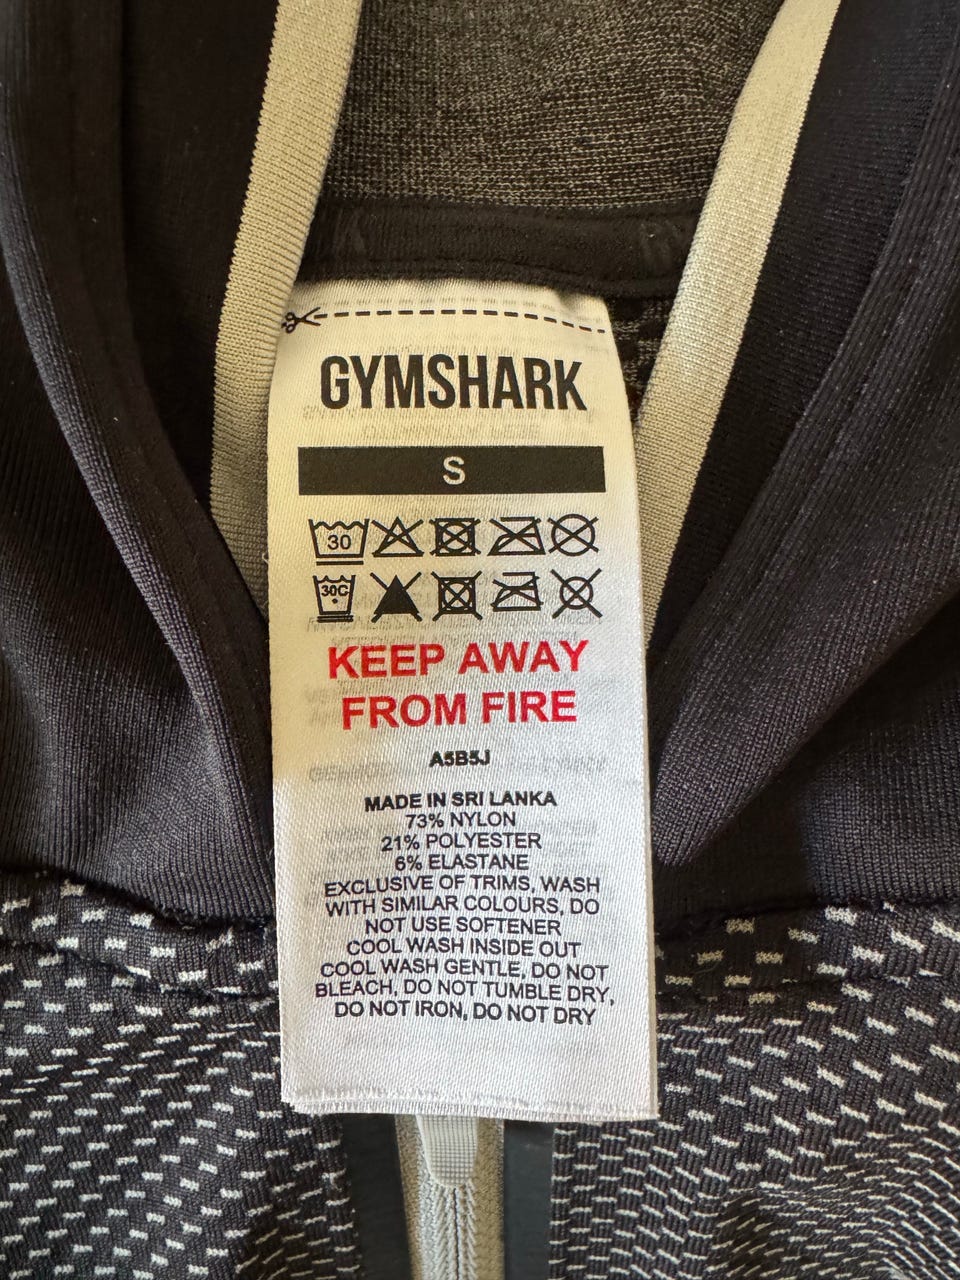 GYMSHARK
S
30
30C
KEEP AWAY
FROM FIRE
A5B5J
MADE IN SRI LANKA
73% NYLON
21% POLYESTER
6% ELASTANE
EXCLUSIVE OF TRIMS, WASH
WITH SIMILAR COLOURS, DO
NOT USE SOFTENER
COOL WASH INSIDE OUT
COOL WASH GENTLE, DO NOT
BLEACH, DO NOT TUMBLE DRY,
DO NOT IRON, DO NOT DRY